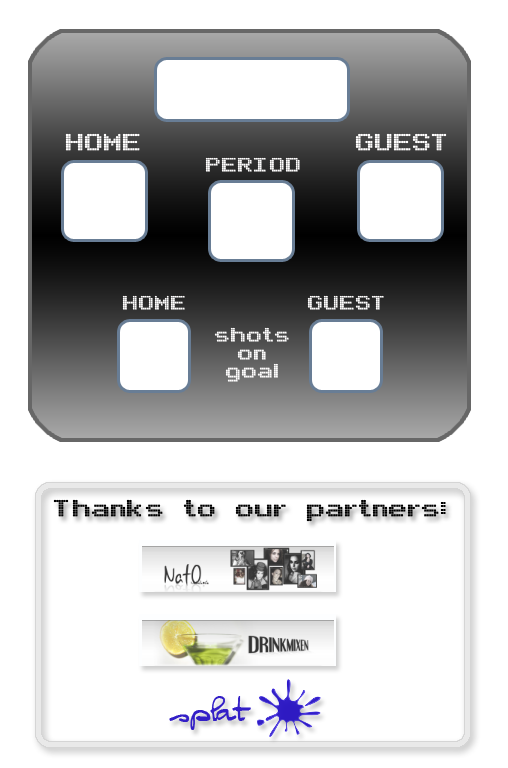 HOME
GUEST
PERIOD
HOME
GUEST
shots
on
goal
Thanks to our partners!
NatO...
DRINKMIXEN
splat.